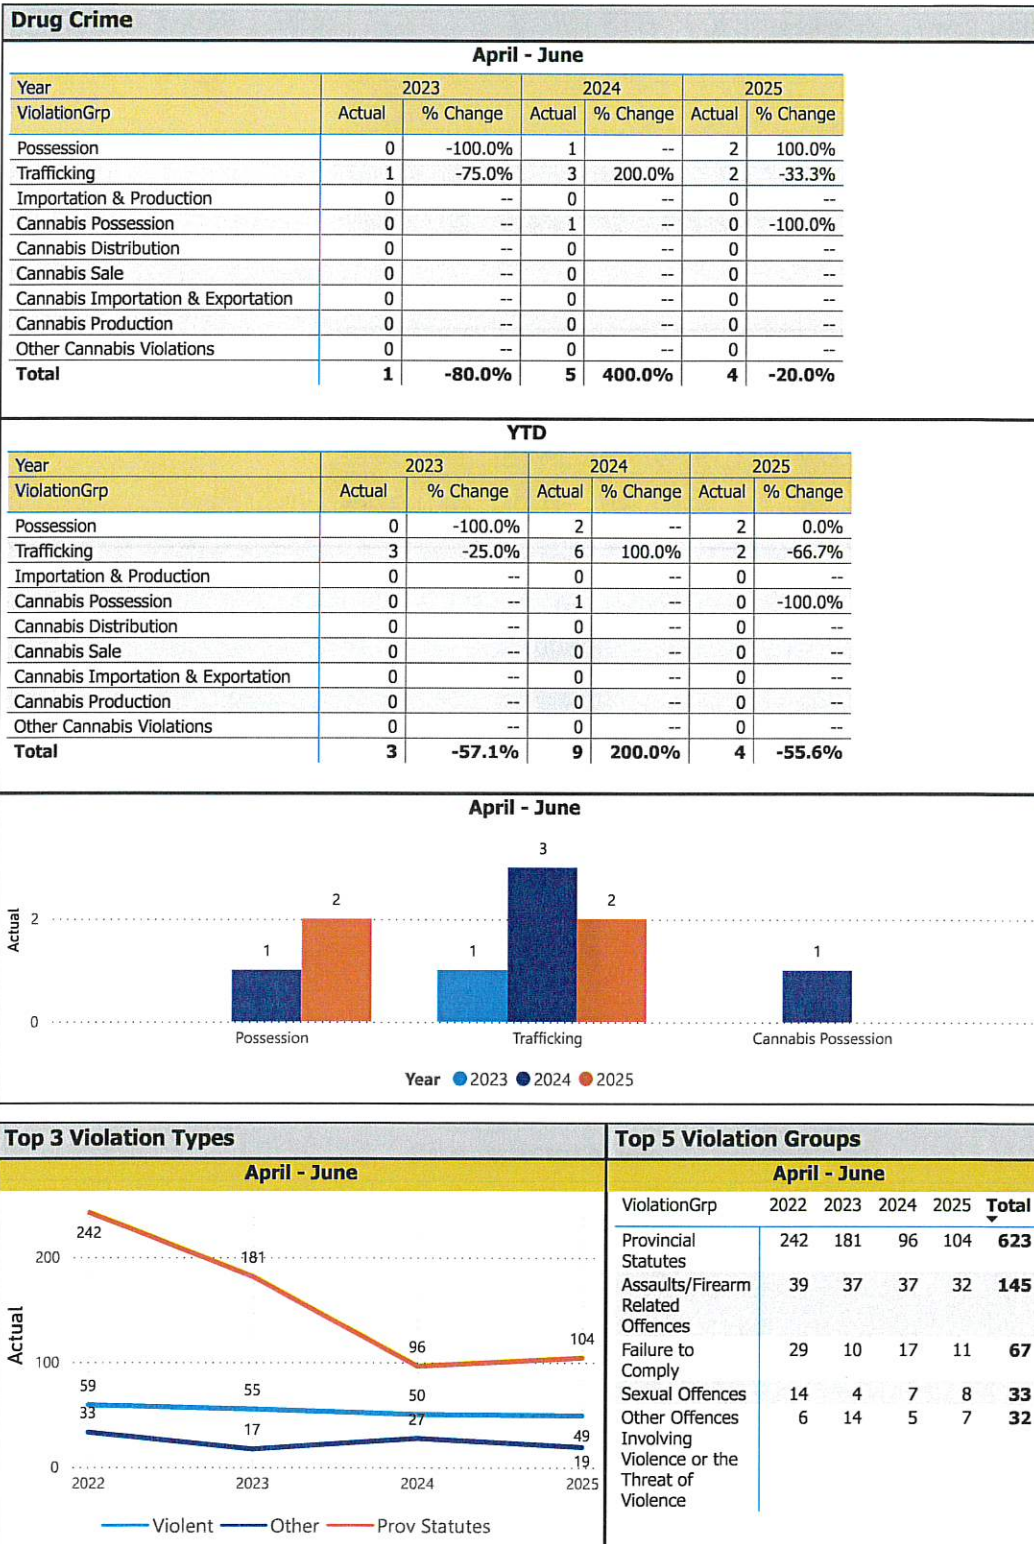 Drug Crime
April - June
Year 2023 2024 2025
ViolationGrp Actual % Change Actual % Change Actual % Change
Possession 0 -100.0% 1 -- 2 100.0%
Trafficking 1 -75.0% 3 200.0% 2 -33.3%
Importation & Production 0 -- 0 -- 0 --
Cannabis Possession 0 -- 1 -- 0 -100.0%
Cannabis Distribution 0 -- 0 -- 0 --
Cannabis Sale 0 -- 0 -- 0 --
Cannabis Importation & Exportation 0 -- 0 -- 0 --
Cannabis Production 0 -- 0 -- 0 --
Other Cannabis Violations 0 -- 0 -- 0 --
Total 1 -80.0% 5 400.0% 4 -20.0%
YTD
Year 2023 2024 2025
ViolationGrp Actual % Change Actual % Change Actual % Change
Possession 0 -100.0% 2 -- 2 0.0%
Trafficking 3 -25.0% 6 100.0% 2 -66.7%
Importation & Production 0 -- 0 -- 0 --
Cannabis Possession 0 -- 1 -- 0 -100.0%
Cannabis Distribution 0 -- 0 -- 0 --
Cannabis Sale 0 -- 0 -- 0 --
Cannabis Importation & Exportation 0 -- 0 -- 0 --
Cannabis Production 0 -- 0 -- 0 --
Other Cannabis Violations 0 -- 0 -- 0 --
Total 3 -57.1% 9 200.0% 4 -55.6%
April - June
3
2 2
Actual
2
1 1 1
0
Possession Trafficking Cannabis Possession
Year 2023 2024 2025
Top 3 Violation Types
April - June
242
200 181
Actual
96 104
100
59 55 50
33 17 27 49
19
0
2022 2023 2024 2025
Violent Other Prov Statutes
Top 5 Violation Groups
April - June
ViolationGrp 2022 2023 2024 2025 Total
Provincial 242 181 96 104 623
Statutes
Assaults/Firearm 39 37 37 32 145
Related
Offences
Failure to 29 10 17 11 67
Comply
Sexual Offences 14 4 7 8 33
Other Offences 6 14 5 7 32
Involving
Violence or the
Threat of
Violence